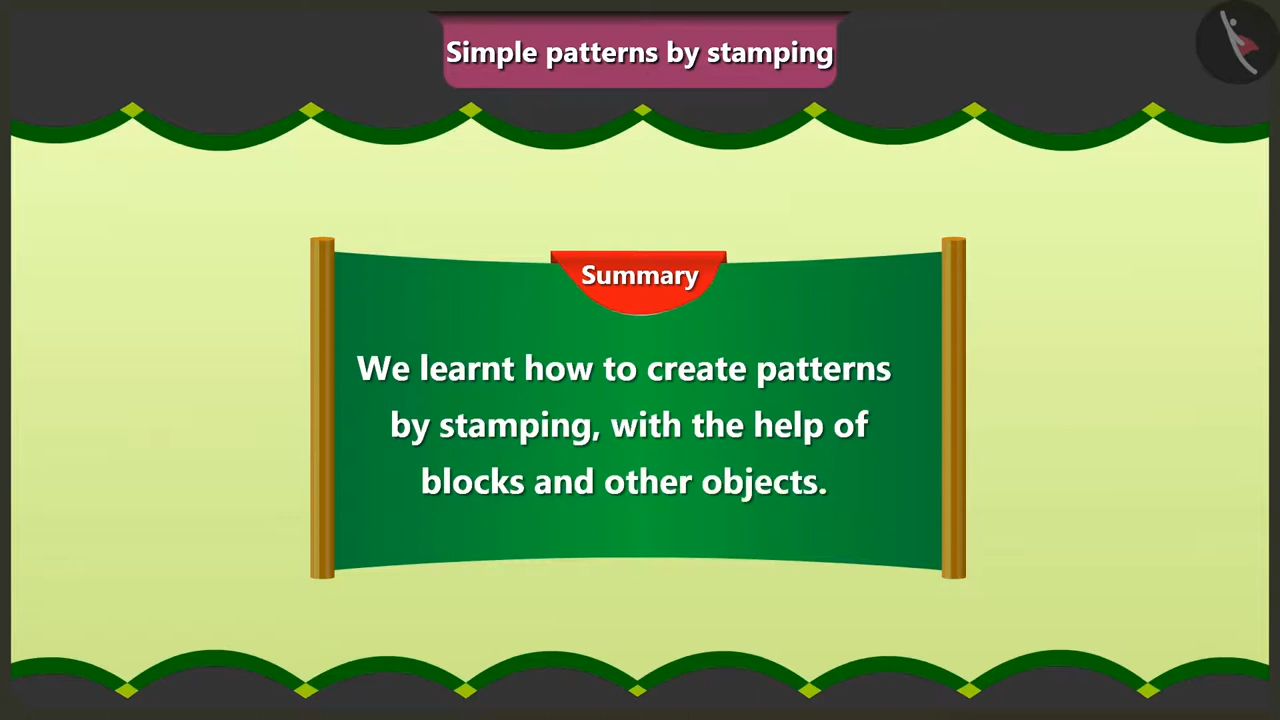 Simple patterns by stamping
Summary
We learnt how to create patterns
by stamping, with the help of
blocks and other objects.